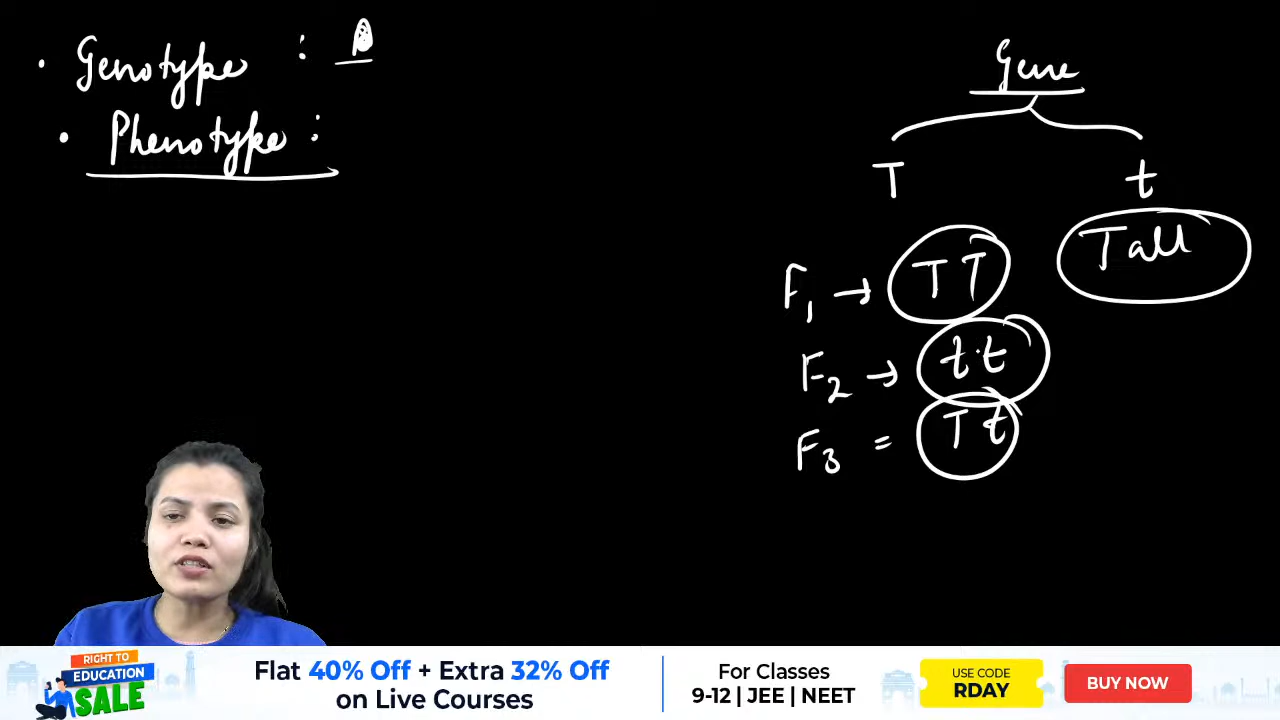 • Genotype :
• Phenotype :
Gene
T t
Tall
F1 → TT
F2 → tt
F3 = Tt
RIGHT TO
EDUCATION
SALE
Flat 40% Off + Extra 32% Off
on Live Courses
For Classes
9-12 | JEE | NEET
USE CODE
RDAY
BUY NOW